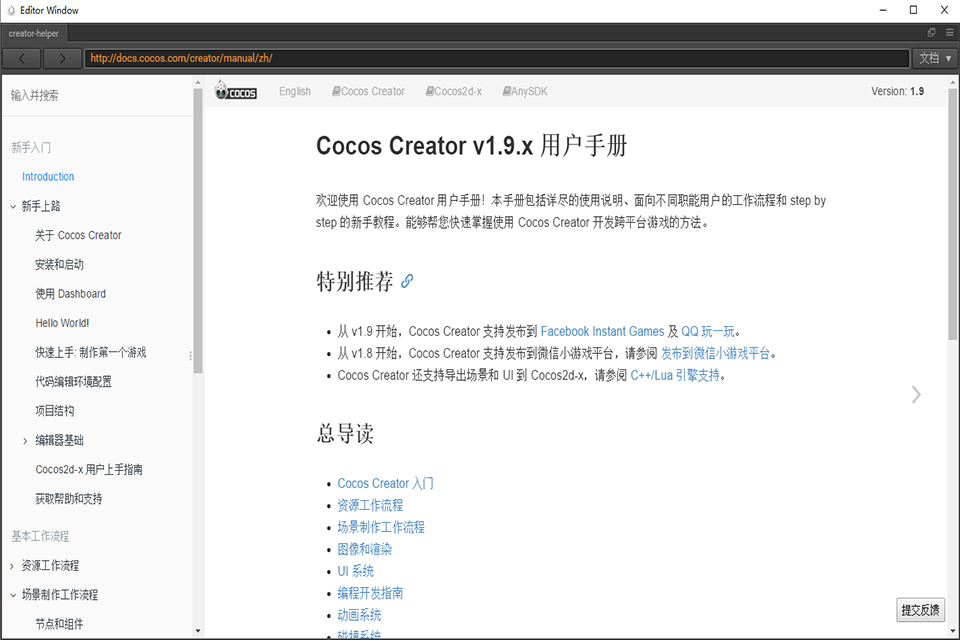 Editor Window
creator-helper
http://docs.cocos.com/creator/manual/zh/
文档
输入并搜索
新手入门
Introduction
新手上路
关于 Cocos Creator
安装和启动
使用 Dashboard
Hello World!
快速上手: 制作第一个游戏
代码编辑环境配置
项目结构
编辑器基础
Cocos2d-x 用户上手指南
获取帮助和支持
基本工作流程
资源工作流程
场景制作工作流程
节点和组件
COCOS
English
Cocos Creator
Cocos2d-x
AnySDK
Version: 1.9
Cocos Creator v1.9.x 用户手册
欢迎使用 Cocos Creator 用户手册！本手册包括详尽的使用说明、面向不同职能用户的工作流程和 step by
step 的新手教程。能够帮您快速掌握使用 Cocos Creator 开发跨平台游戏的方法。
特别推荐
从 v1.9 开始，Cocos Creator 支持发布到 Facebook Instant Games 及 QQ 玩一玩。
从 v1.8 开始，Cocos Creator 支持发布到微信小游戏平台，请参阅 发布到微信小游戏平台。
Cocos Creator 还支持导出场景和 UI 到 Cocos2d-x，请参阅 C++/Lua 引擎支持。
总导读
Cocos Creator 入门
资源工作流程
场景制作工作流程
图像和渲染
UI 系统
编程开发指南
动画系统
碰撞系统
提交反馈